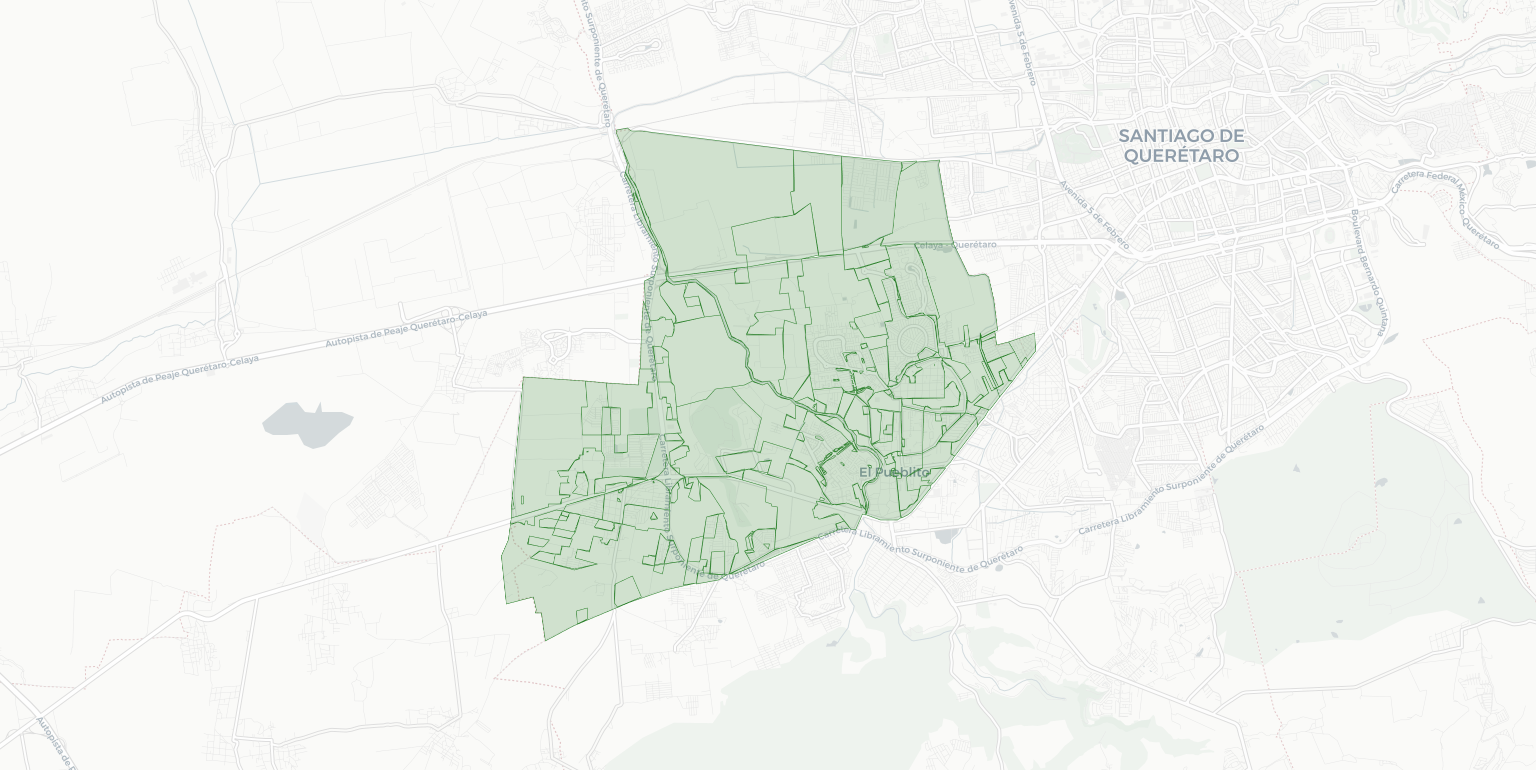 to Surponiente de Querétaro
Avenida 5 de Febrero
SANTIAGO DE
QUERÉTARO
Carretera Federal México-Querétaro
Avenida 5 de Febrero
Carretera Libramiento Surponiente de Querétaro
Celaya - Querétaro
Boulevard Bernardo Quintana
Autopista de Peaje Querétaro-Celaya
Autopista de Peaje Querétaro-Celaya
Carretera Libramiento Surponiente de Querétaro
El Pueblito
Carretera Libramiento Surponiente de Querétaro
Carretera Libramiento Surponiente de Querétaro
Autopista de P